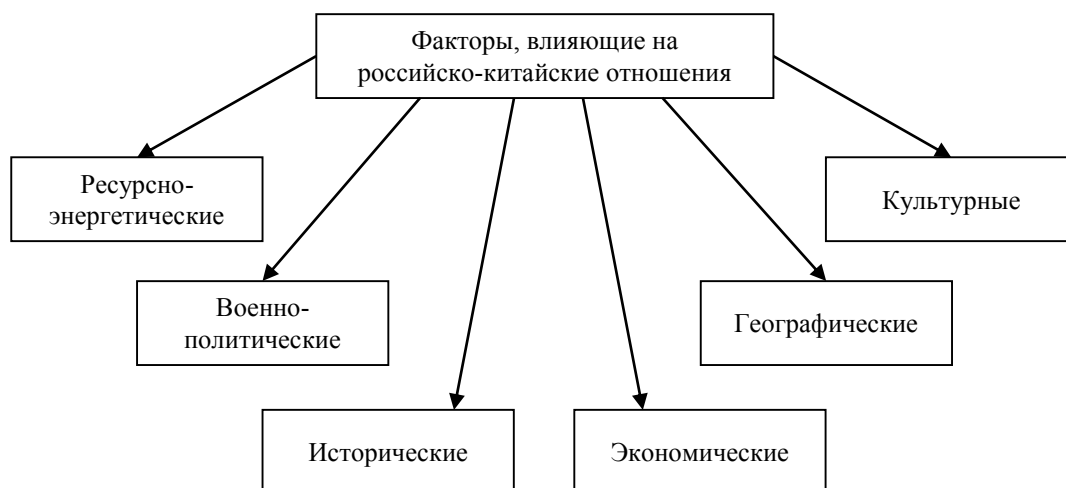 Факторы, влияющие на
российско-китайские отношения
Ресурсно-
энергетические
Культурные
Военно-
политические
Географические
Исторические
Экономические